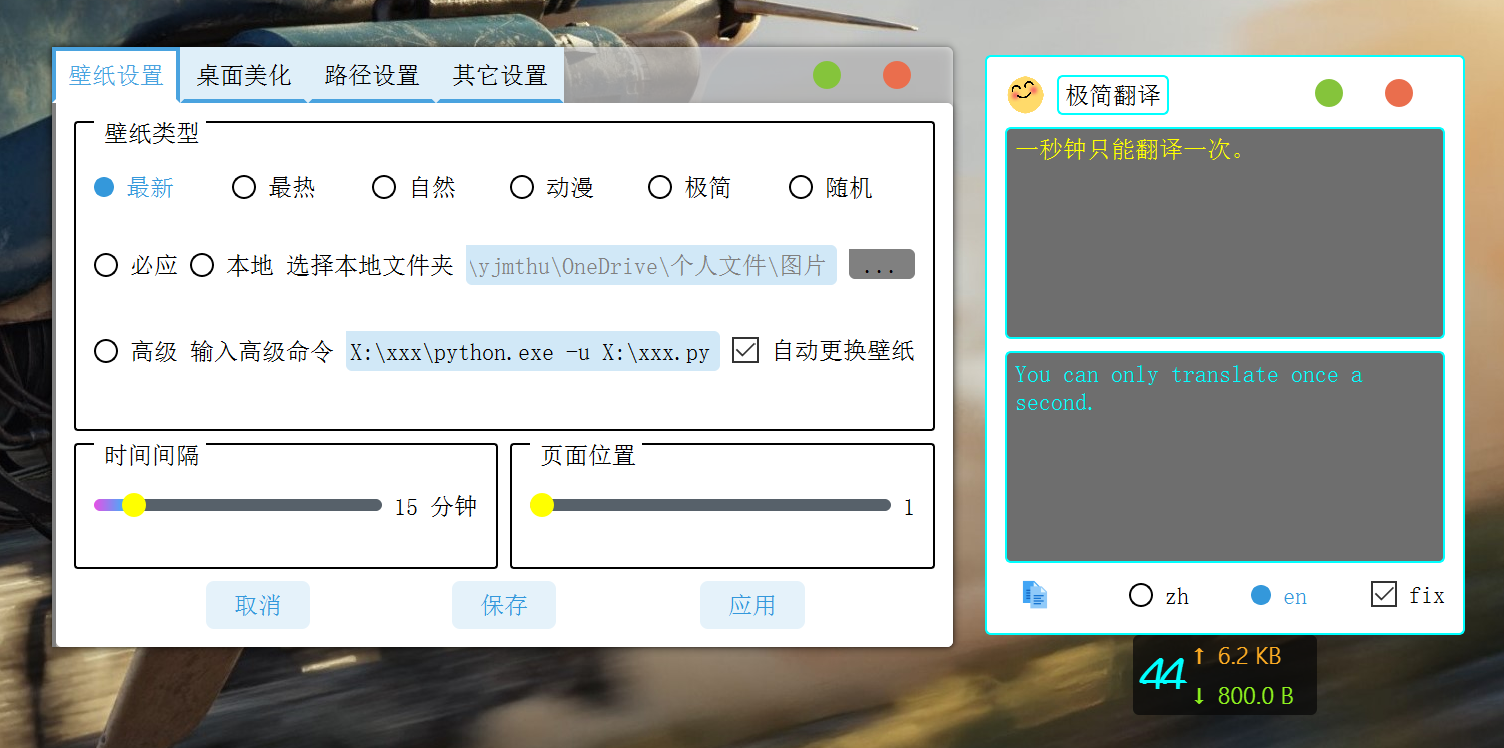 壁纸设置 桌面美化 路径设置 其它设置
壁纸类型
最新 最热 自然 动漫 极简 随机
必应 本地 选择本地文件夹 \yjmthu\OneDrive\个人文件\图片 ...
高级 输入高级命令 X:\xxx\python.exe -u X:\xxx.py 自动更换壁纸
时间间隔
15 分钟
页面位置
1
取消 保存 应用
极简翻译
一秒钟只能翻译一次。
You can only translate once a
second.
zh en fix
44
↑ 6.2 KB
↓ 800.0 B